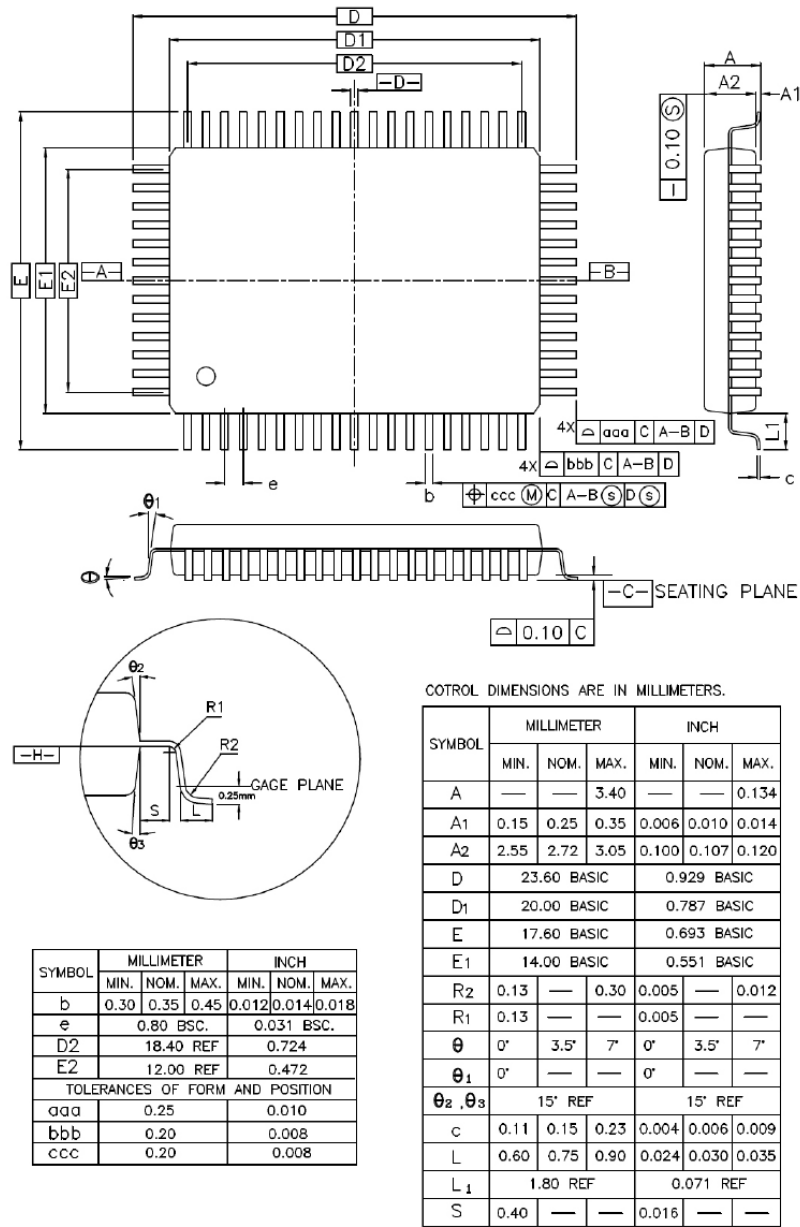 D
D1
D2
-D-
A
A2
A1
— 0.10 Ⓢ
E
E1
E2
-A-
-B-
4X ⌓ aaa C A-B D
4X ⌓ bbb C A-B D
⌖ ccc Ⓜ C A-B Ⓢ D Ⓢ
e
b
L1
c
θ1
θ
-C- SEATING PLANE
⌓ 0.10 C
θ2
R1
R2
-H-
GAGE PLANE
0.25mm
S
L
θ3
COTROL DIMENSIONS ARE IN MILLIMETERS.
SYMBOL MILLIMETER INCH
MIN. NOM. MAX. MIN. NOM. MAX.
A — — 3.40 — — 0.134
A1 0.15 0.25 0.35 0.006 0.010 0.014
A2 2.55 2.72 3.05 0.100 0.107 0.120
D 23.60 BASIC 0.929 BASIC
D1 20.00 BASIC 0.787 BASIC
E 17.60 BASIC 0.693 BASIC
E1 14.00 BASIC 0.551 BASIC
R2 0.13 — 0.30 0.005 — 0.012
R1 0.13 — — 0.005 — —
θ 0° 3.5° 7° 0° 3.5° 7°
θ1 0° — — 0° — —
θ2 ,θ3 15° REF 15° REF
c 0.11 0.15 0.23 0.004 0.006 0.009
L 0.60 0.75 0.90 0.024 0.030 0.035
L1 1.80 REF 0.071 REF
S 0.40 — — 0.016 — —
SYMBOL MILLIMETER INCH
MIN. NOM. MAX. MIN. NOM. MAX.
b 0.30 0.35 0.45 0.012 0.014 0.018
e 0.80 BSC. 0.031 BSC.
D2 18.40 REF 0.724
E2 12.00 REF 0.472
TOLERANCES OF FORM AND POSITION
aaa 0.25 0.010
bbb 0.20 0.008
ccc 0.20 0.008